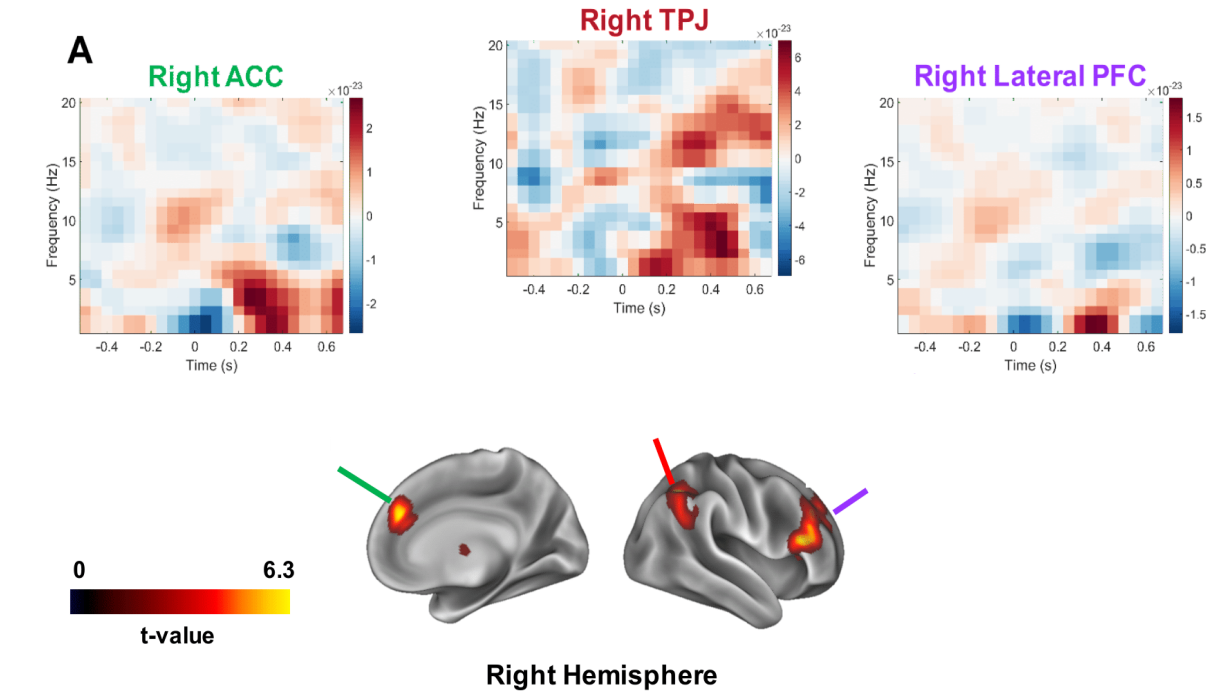 A
Right ACC
×10⁻²³
20
15
10
5
Frequency (Hz)
-0.4 -0.2 0 0.2 0.4 0.6
Time (s)
2
1
0
-1
-2
Right TPJ
×10⁻²³
20
15
10
5
Frequency (Hz)
-0.4 -0.2 0 0.2 0.4 0.6
Time (s)
6
4
2
0
-2
-4
-6
Right Lateral PFC
×10⁻²³
20
15
10
5
Frequency (Hz)
-0.4 -0.2 0 0.2 0.4 0.6
Time (s)
1.5
1
0.5
0
-0.5
-1
-1.5
0 6.3
t-value
Right Hemisphere